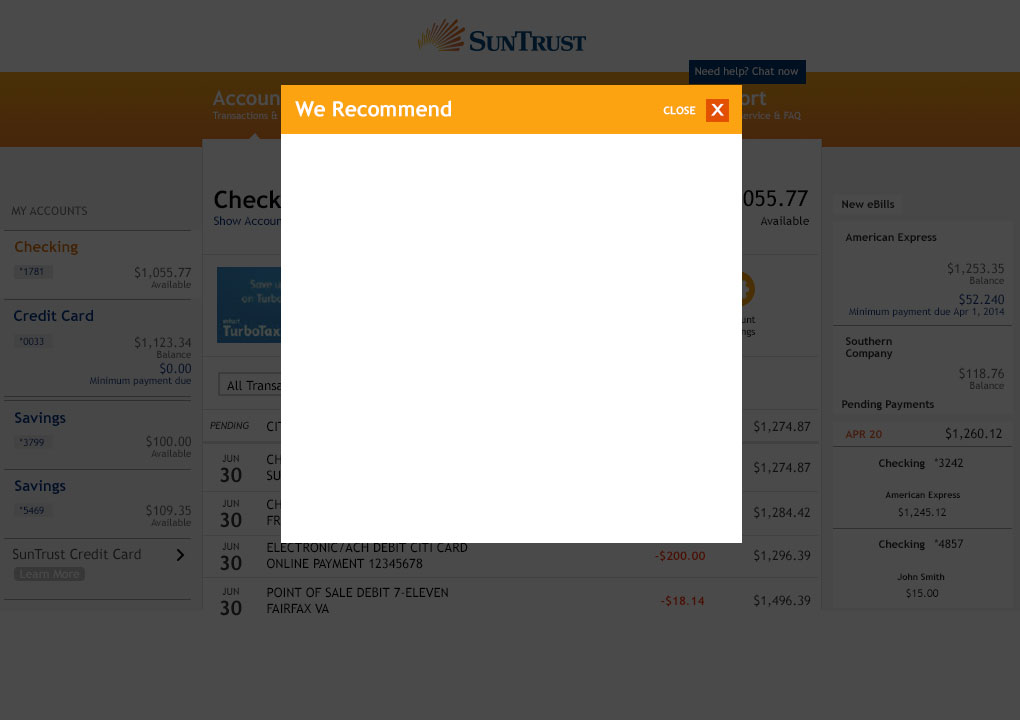 SUNTRUST
Need help? Chat now
Accoun
Transactions &
ort
ervice & FAQ
We Recommend
CLOSE X
MY ACCOUNTS
Checking
*1781
$1,055.77
Available
Credit Card
*0033
$1,123.34
Balance
$0.00
Minimum payment due
Savings
*3799
$100.00
Available
Savings
*5469
$109.35
Available
SunTrust Credit Card
Learn More
Check
Show Accoun
055.77
Available
Save u
on Turbo
TurboTax
unt
ngs
All Transa
PENDING CIT $1,274.87
JUN
30
CH
SU
$1,274.87
JUN
30
CH
FR
$1,284.42
JUN
30
ELECTRONIC/ACH DEBIT CITI CARD
ONLINE PAYMENT 12345678
-$200.00 $1,296.39
JUN
30
POINT OF SALE DEBIT 7-ELEVEN
FAIRFAX VA
-$18.14 $1,496.39
New eBills
American Express
$1,253.35
Balance
$52.240
Minimum payment due Apr 1, 2014
Southern
Company
$118.76
Balance
Pending Payments
APR 20 $1,260.12
Checking *3242
American Express
$1,245.12
Checking *4857
John Smith
$15.00